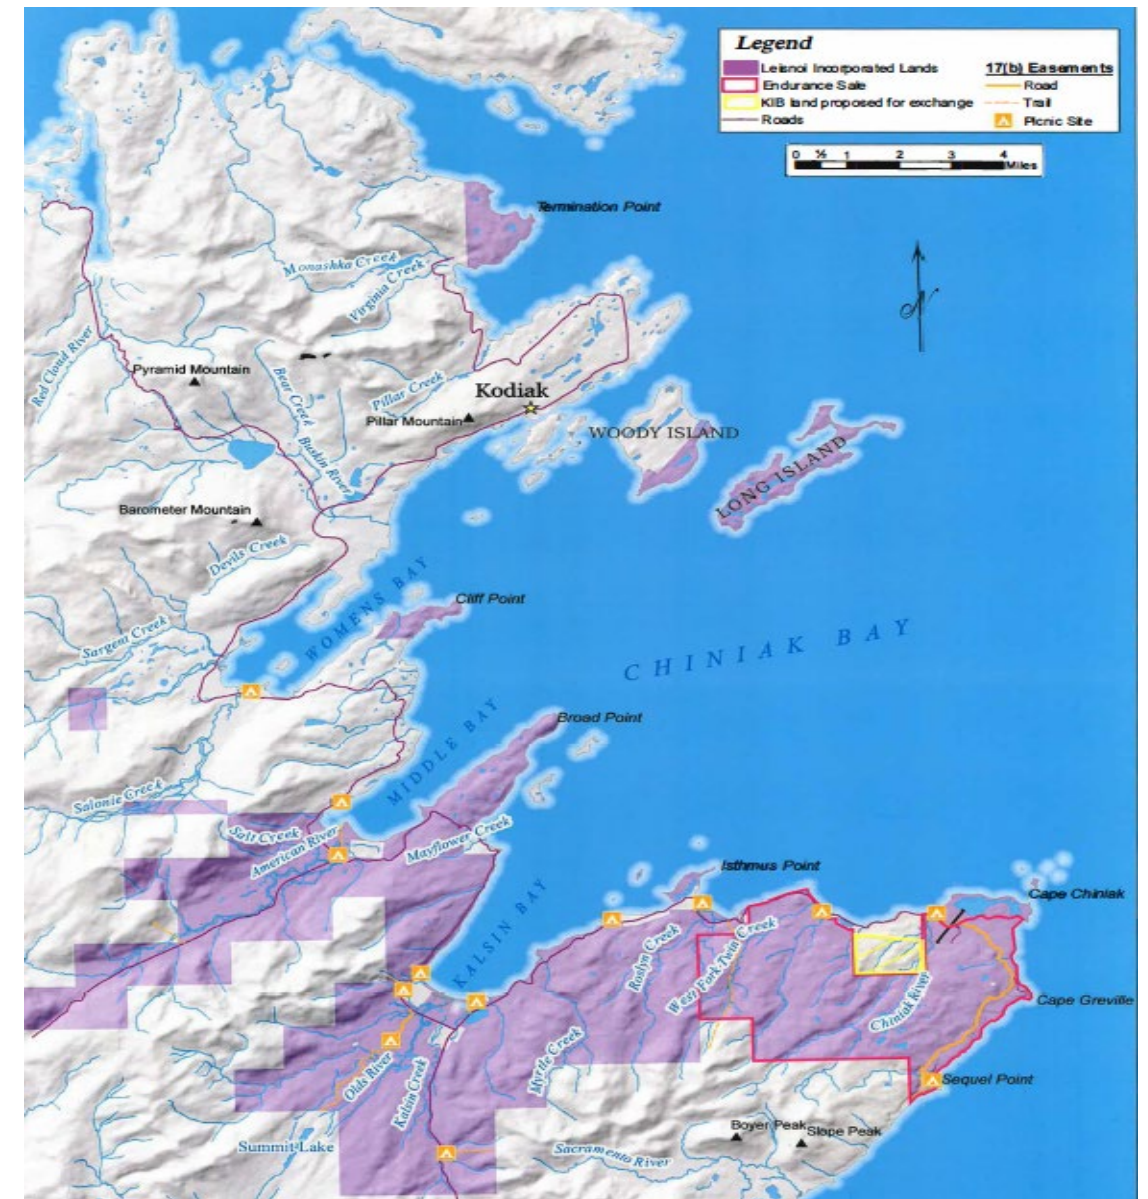 Legend
Leisnoi Incorporated Lands
Endurance Sale
KIB land proposed for exchange
Roads
17(b) Easements
Road
Trail
Picnic Site
0 ½ 1 2 3 4
Miles
Termination Point
N
Monashka Creek
Virginia Creek
Red Cloud River
Pyramid Mountain
Bear Creek
Buskin River
Pillar Creek
Kodiak
Pillar Mountain
WOODY ISLAND
LONG ISLAND
Barometer Mountain
Devils Creek
WOMENS BAY
Cliff Point
Sargent Creek
CHINIAK BAY
Broad Point
MIDDLE BAY
Salonie Creek
Salt Creek
American River
Mayflower Creek
Isthmus Point
Cape Chiniak
KALSIN BAY
Roslyn Creek
West Fork Twin Creek
Chiniak River
Cape Greville
Olds River
Kalsin Creek
Myrtle Creek
Sequel Point
Summit Lake
Boyer Peak
Slope Peak
Sacramento River